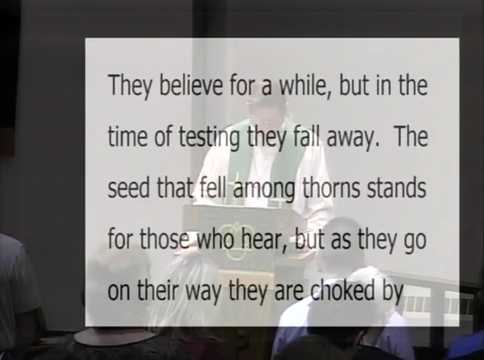 They believe for a while, but in the
time of testing they fall away. The
seed that fell among thorns stands
for those who hear, but as they go
on their way they are choked by